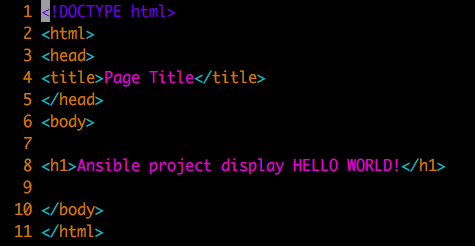 1 <!DOCTYPE html>
2 <html>
3 <head>
4 <title>Page Title</title>
5 </head>
6 <body>
7
8 <h1>Ansible project display HELLO WORLD!</h1>
9
10 </body>
11 </html>